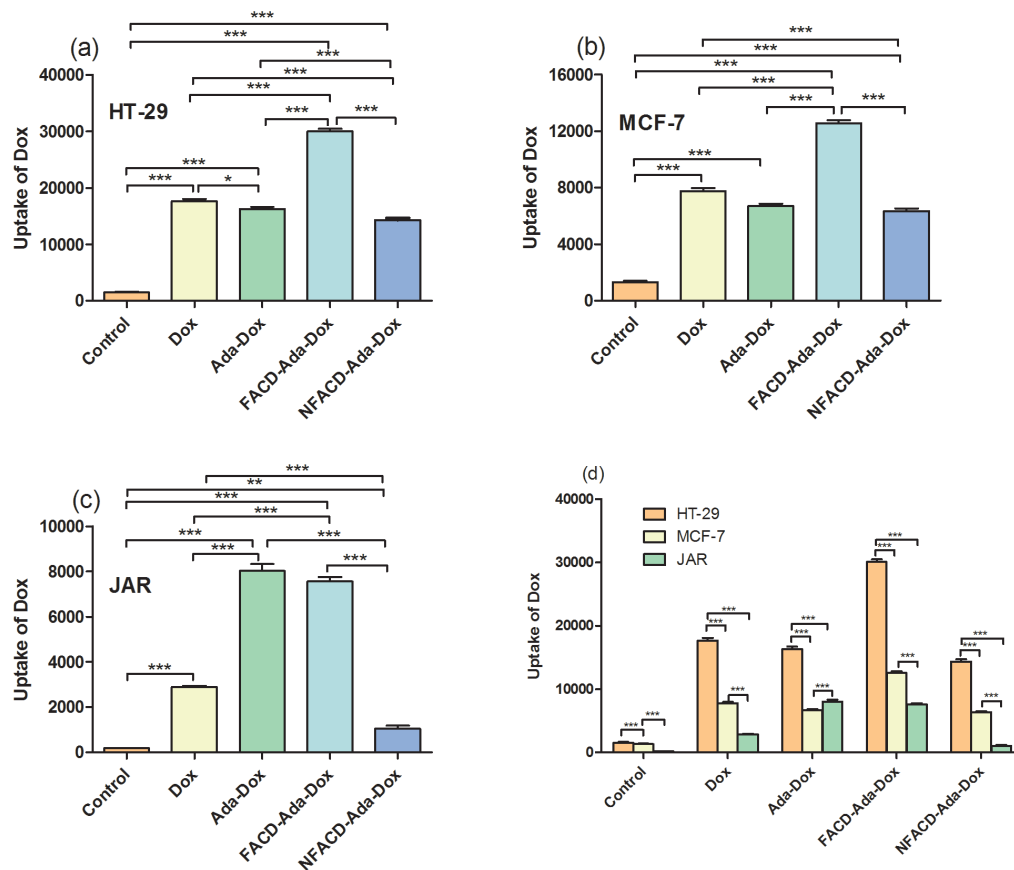 (a)
HT-29
Uptake of Dox
40000
30000
20000
10000
0
***
***
***
***
***
***
***
***
***
*
Control
Dox
Ada-Dox
FACD-Ada-Dox
NFACD-Ada-Dox
(b)
MCF-7
Uptake of Dox
16000
12000
8000
4000
0
***
***
***
***
***
***
***
***
Control
Dox
Ada-Dox
FACD-Ada-Dox
NFACD-Ada-Dox
(c)
JAR
Uptake of Dox
10000
8000
6000
4000
2000
0
***
**
***
***
***
***
***
***
***
Control
Dox
Ada-Dox
FACD-Ada-Dox
NFACD-Ada-Dox
(d)
HT-29
MCF-7
JAR
Uptake of Dox
40000
30000
20000
10000
0
***
***
***
***
***
***
***
***
***
***
***
***
***
***
Control
Dox
Ada-Dox
FACD-Ada-Dox
NFACD-Ada-Dox